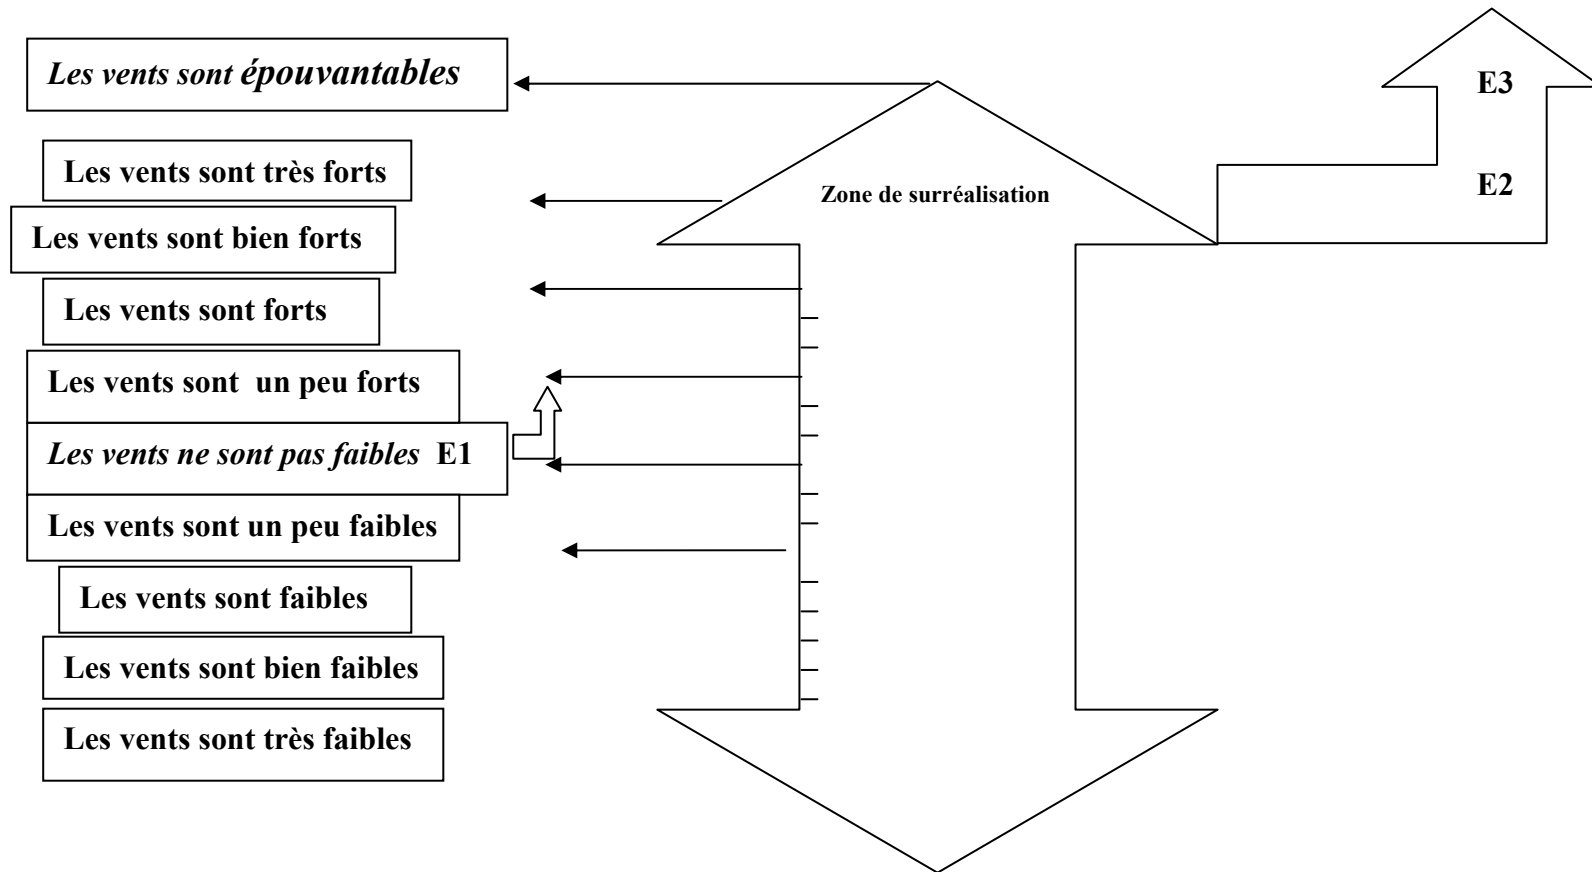 Les vents sont épouvantables
E3
Les vents sont très forts
E2
Zone de surréalisation
Les vents sont bien forts
Les vents sont forts
Les vents sont un peu forts
Les vents ne sont pas faibles E1
Les vents sont un peu faibles
Les vents sont faibles
Les vents sont bien faibles
Les vents sont très faibles